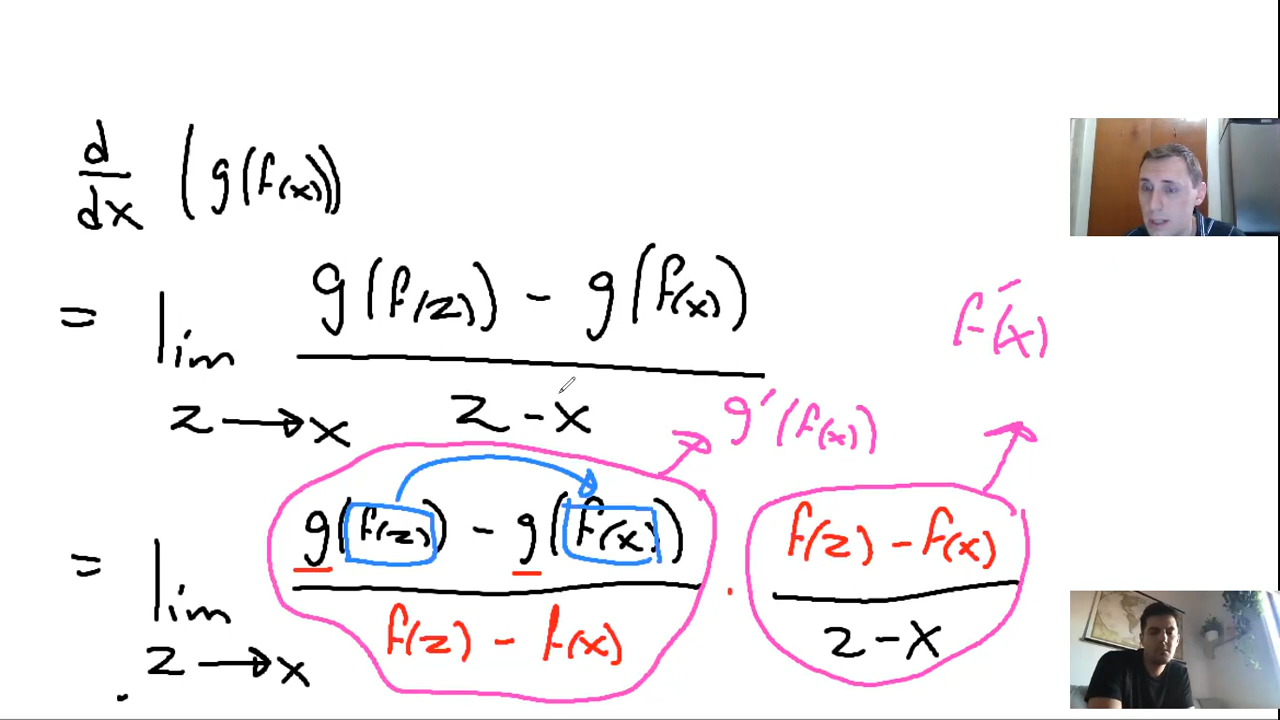 d/dx (g(f(x))
= lim z→x g(f(z)) - g(f(x)) / z - x
g'(f(x)) f'(x)
= lim z→x g(f(z)) - g(f(x)) / f(z) - f(x) · f(z) - f(x) / z - x